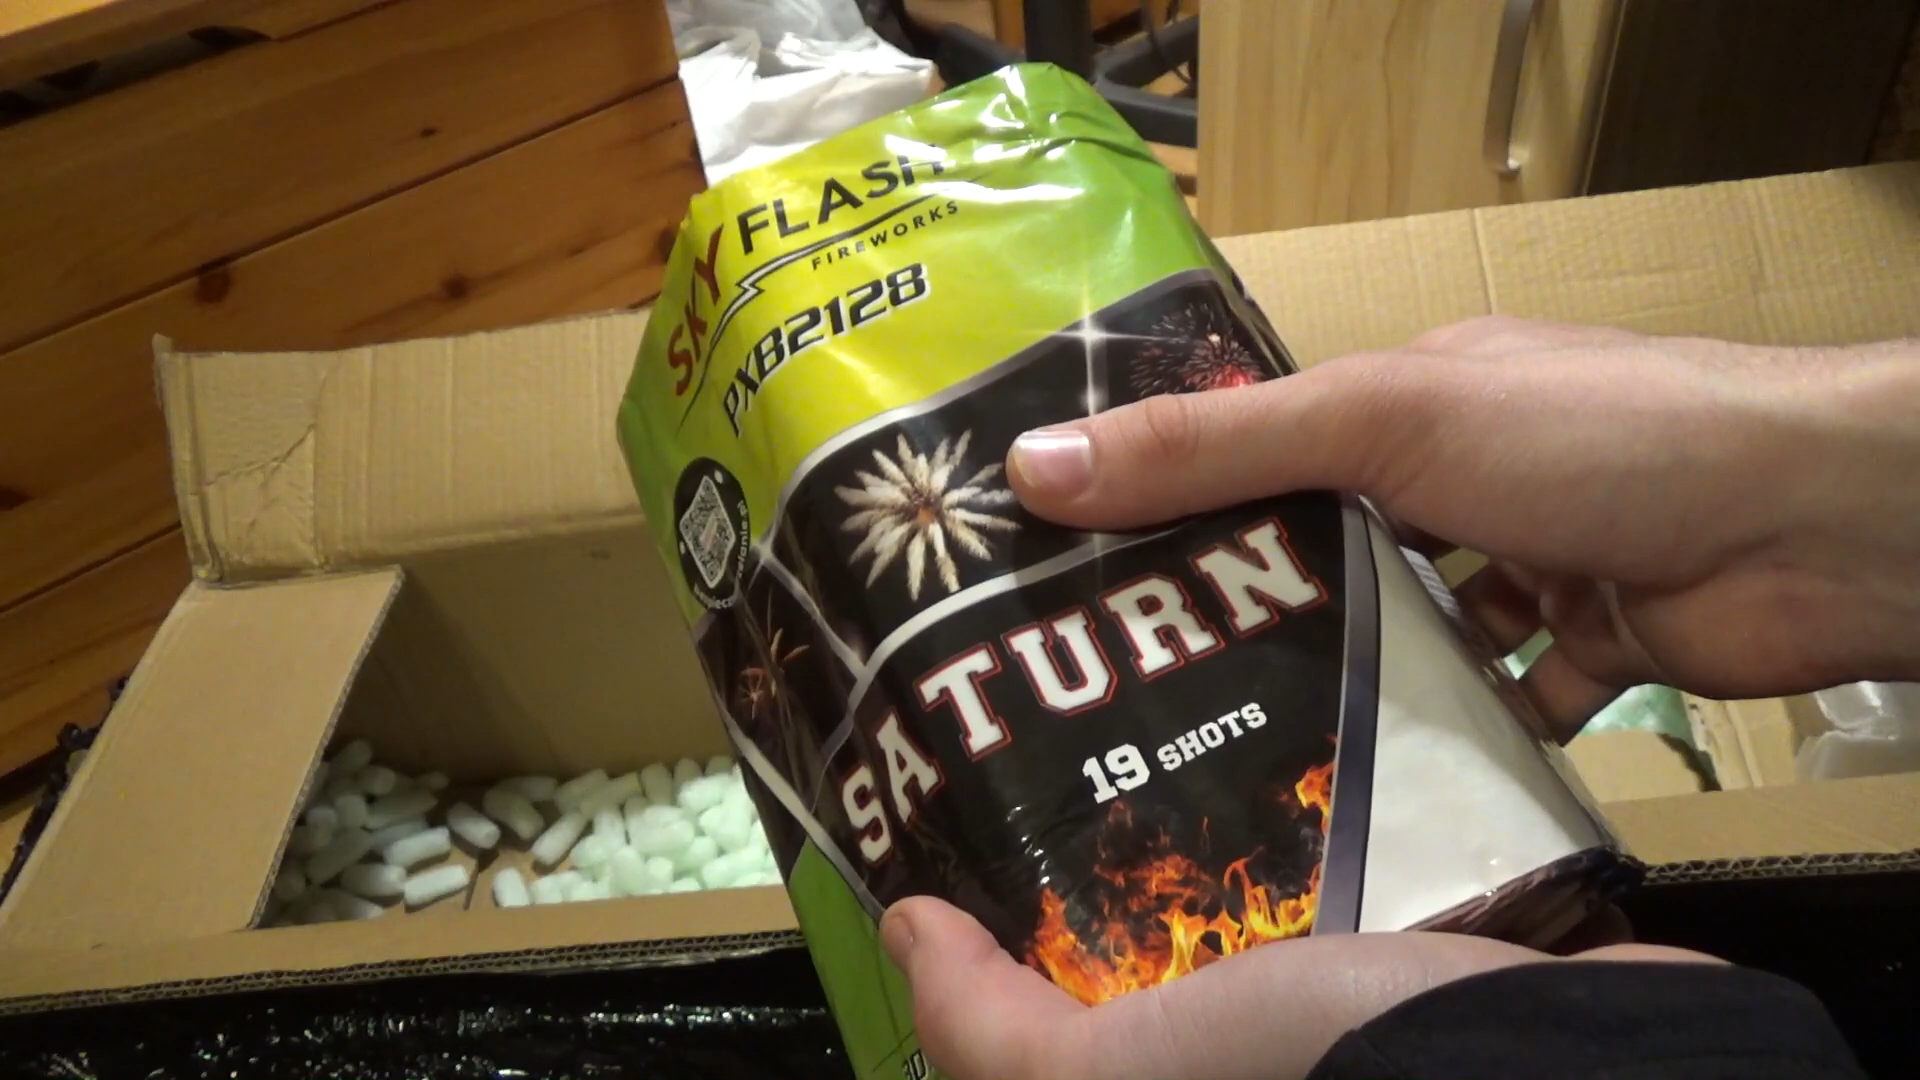 SKY FLASH
FIREWORKS
PXB2128
SATURN
19 SHOTS